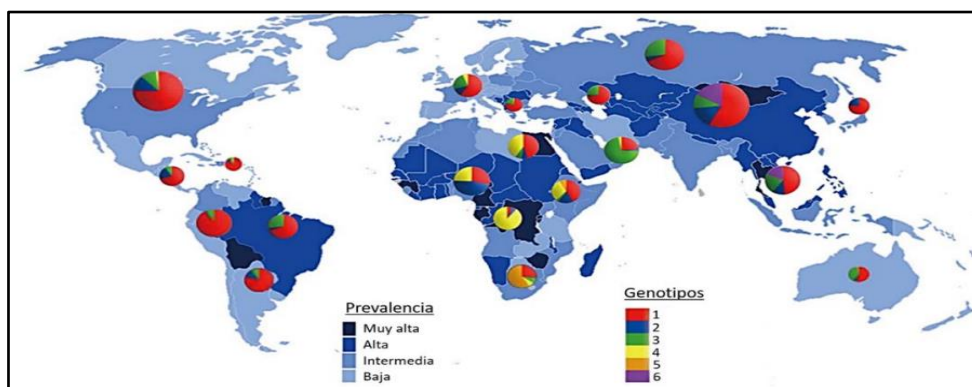 Prevalencia
Muy alta
Alta
Intermedia
Baja
Genotipos
1
2
3
4
5
6